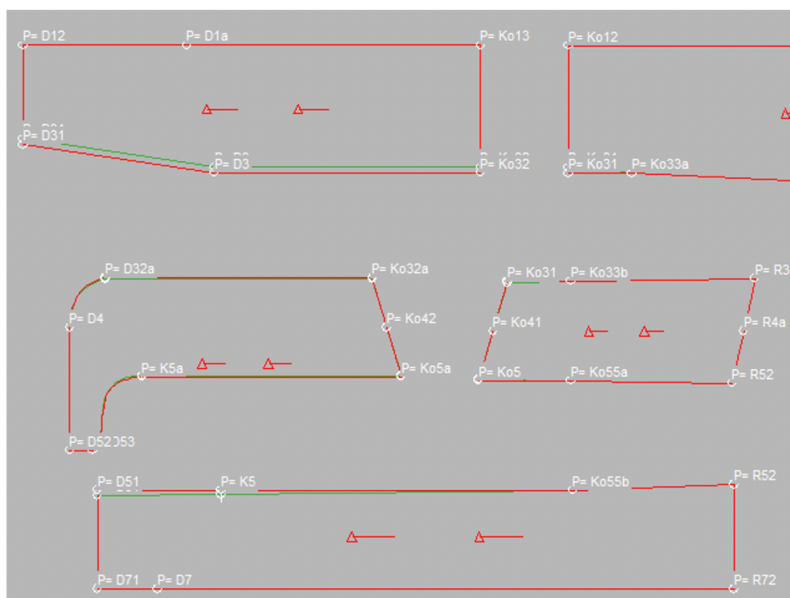 P= D12 P= D1a P= Ko13 P= Ko12
P= D31 P= D3 P= Ko32 P= Ko31 P= Ko33a
P= D32a P= Ko32a P= Ko31 P= Ko33b P= R3
P= D4 P= Ko42 P= Ko41 P= R4a
P= K5a P= Ko5a P= Ko5 P= Ko55a P= R52
P= D52 D53
P= D51 P= K5 P= Ko55b P= R52
P= D71 P= D7 P= R72